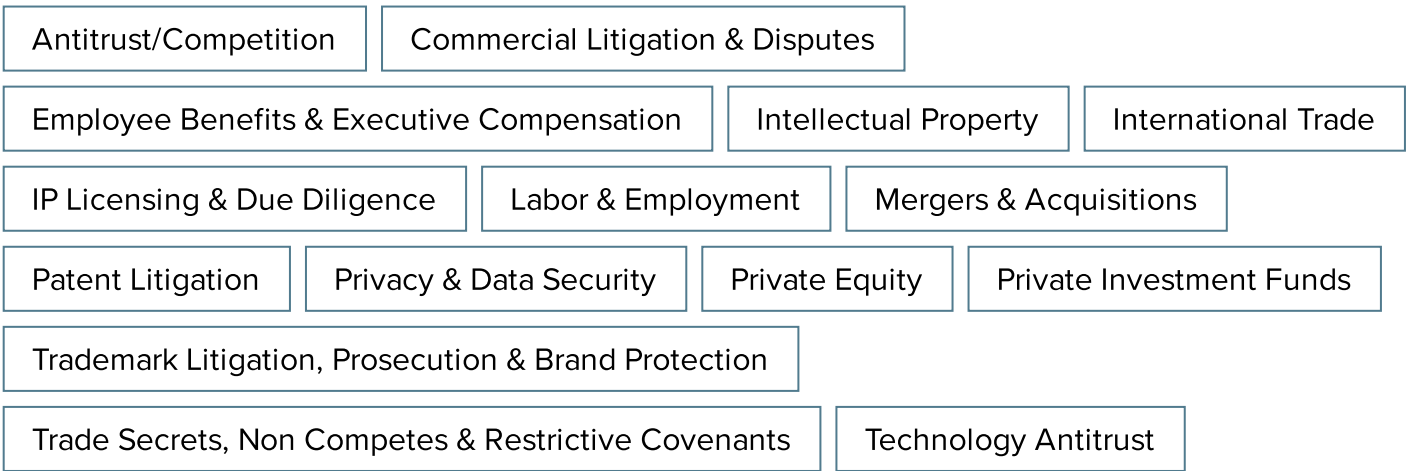 Antitrust/Competition Commercial Litigation & Disputes
Employee Benefits & Executive Compensation Intellectual Property International Trade
IP Licensing & Due Diligence Labor & Employment Mergers & Acquisitions
Patent Litigation Privacy & Data Security Private Equity Private Investment Funds
Trademark Litigation, Prosecution & Brand Protection
Trade Secrets, Non Competes & Restrictive Covenants Technology Antitrust